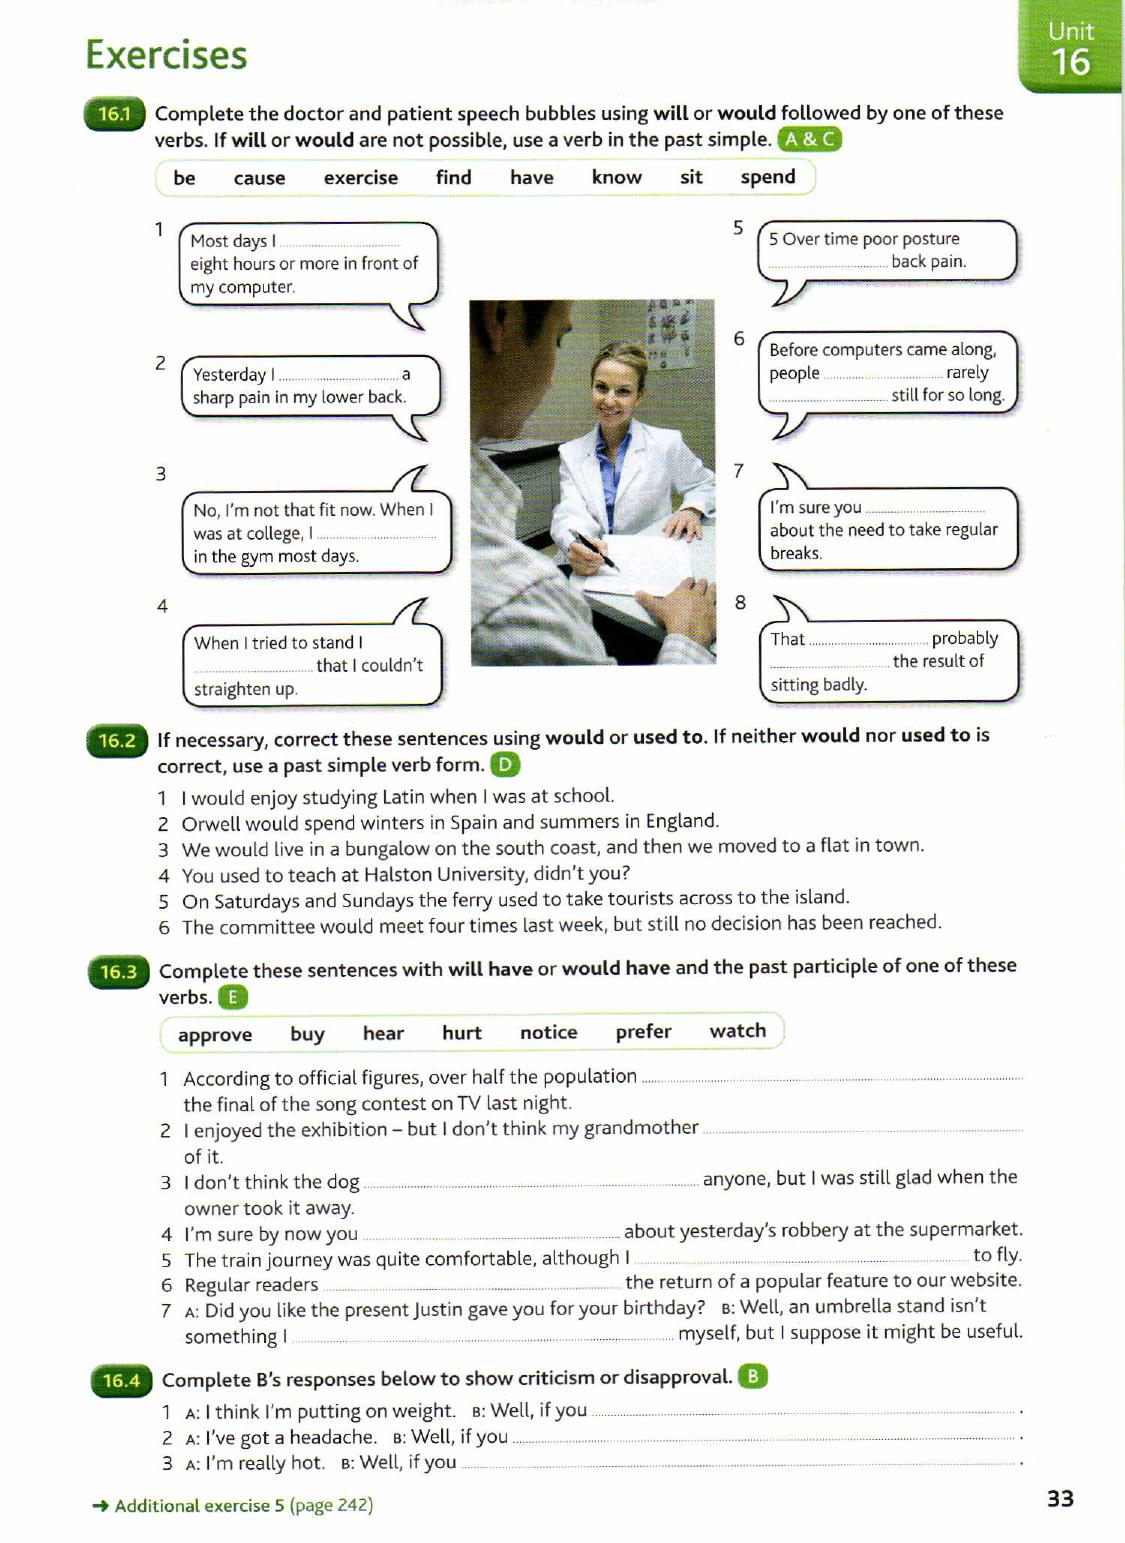 Unit
16
Exercises
16.1 Complete the doctor and patient speech bubbles using will or would followed by one of these
verbs. If will or would are not possible, use a verb in the past simple. A & C
be cause exercise find have know sit spend
1 Most days I ...............
eight hours or more in front of
my computer.
2 Yesterday I ............... a
sharp pain in my lower back.
3 No, I'm not that fit now. When I
was at college, I ...............
in the gym most days.
4 When I tried to stand I
............... that I couldn't
straighten up.
5 5 Over time poor posture
............... back pain.
6 Before computers came along,
people ............... rarely
............... still for so long.
7 I'm sure you ...............
about the need to take regular
breaks.
8 That ............... probably
............... the result of
sitting badly.
16.2 If necessary, correct these sentences using would or used to. If neither would nor used to is
correct, use a past simple verb form. D
1 I would enjoy studying Latin when I was at school.
2 Orwell would spend winters in Spain and summers in England.
3 We would live in a bungalow on the south coast, and then we moved to a flat in town.
4 You used to teach at Halston University, didn't you?
5 On Saturdays and Sundays the ferry used to take tourists across to the island.
6 The committee would meet four times last week, but still no decision has been reached.
16.3 Complete these sentences with will have or would have and the past participle of one of these
verbs. E
approve buy hear hurt notice prefer watch
1 According to official figures, over half the population ...............
the final of the song contest on TV last night.
2 I enjoyed the exhibition – but I don't think my grandmother ...............
of it.
3 I don't think the dog ............... anyone, but I was still glad when the
owner took it away.
4 I'm sure by now you ............... about yesterday's robbery at the supermarket.
5 The train journey was quite comfortable, although I ............... to fly.
6 Regular readers ............... the return of a popular feature to our website.
7 A: Did you like the present Justin gave you for your birthday? B: Well, an umbrella stand isn't
something I ............... myself, but I suppose it might be useful.
16.4 Complete B's responses below to show criticism or disapproval. B
1 A: I think I'm putting on weight. B: Well, if you ............... .
2 A: I've got a headache. B: Well, if you ............... .
3 A: I'm really hot. B: Well, if you ............... .
➜ Additional exercise 5 (page 242)
33